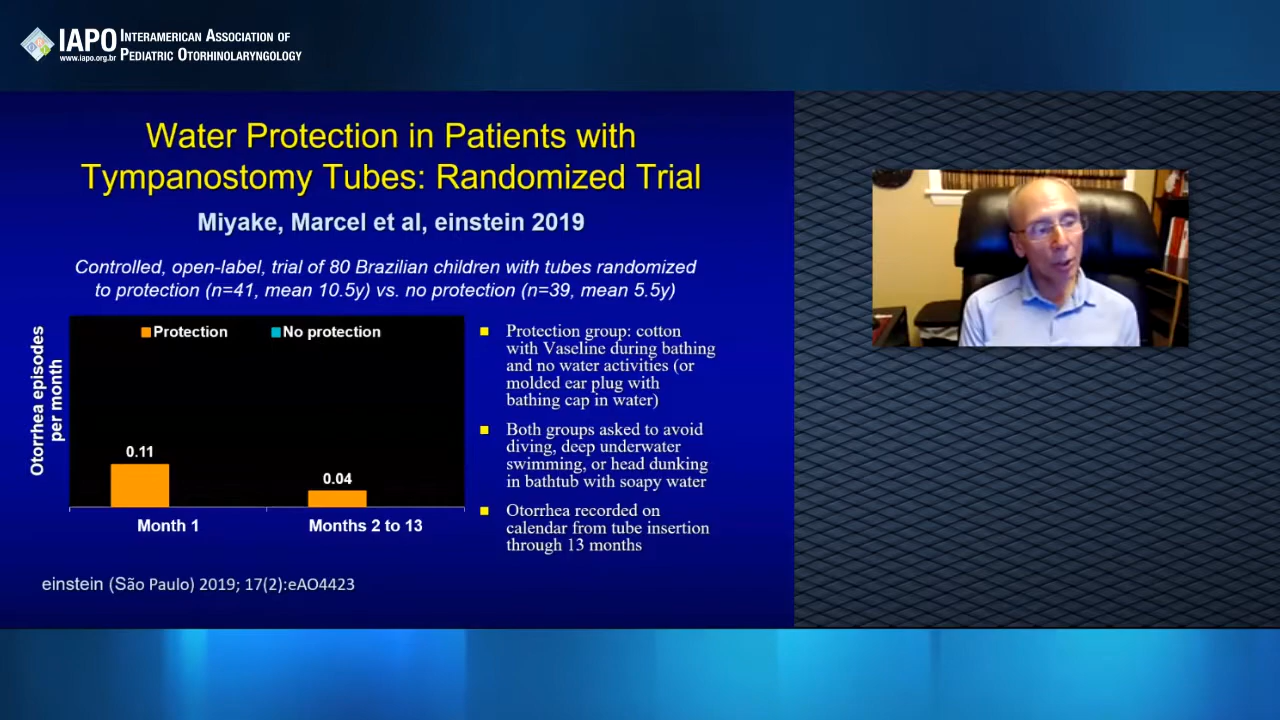 IAPO INTERAMERICAN ASSOCIATION OF
www.iapo.org.br PEDIATRIC OTORHINOLARYNGOLOGY
Water Protection in Patients with
Tympanostomy Tubes: Randomized Trial
Miyake, Marcel et al, einstein 2019
Controlled, open-label, trial of 80 Brazilian children with tubes randomized
to protection (n=41, mean 10.5y) vs. no protection (n=39, mean 5.5y)
Otorrhea episodes
per month
Protection
No protection
0.11
0.04
Month 1
Months 2 to 13
Protection group: cotton
with Vaseline during bathing
and no water activities (or
molded ear plug with
bathing cap in water)
Both groups asked to avoid
diving, deep underwater
swimming, or head dunking
in bathtub with soapy water
Otorrhea recorded on
calendar from tube insertion
through 13 months
einstein (São Paulo) 2019; 17(2):eAO4423